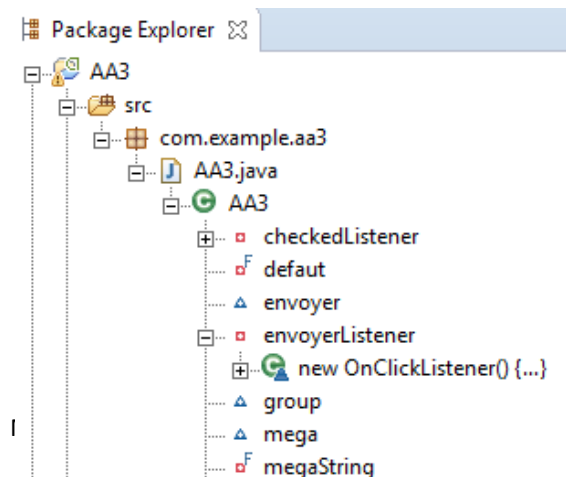 Package Explorer
AA3
src
com.example.aa3
AA3.java
AA3
checkedListener
defaut
envoyer
envoyerListener
new OnClickListener() {...}
group
mega
megaString